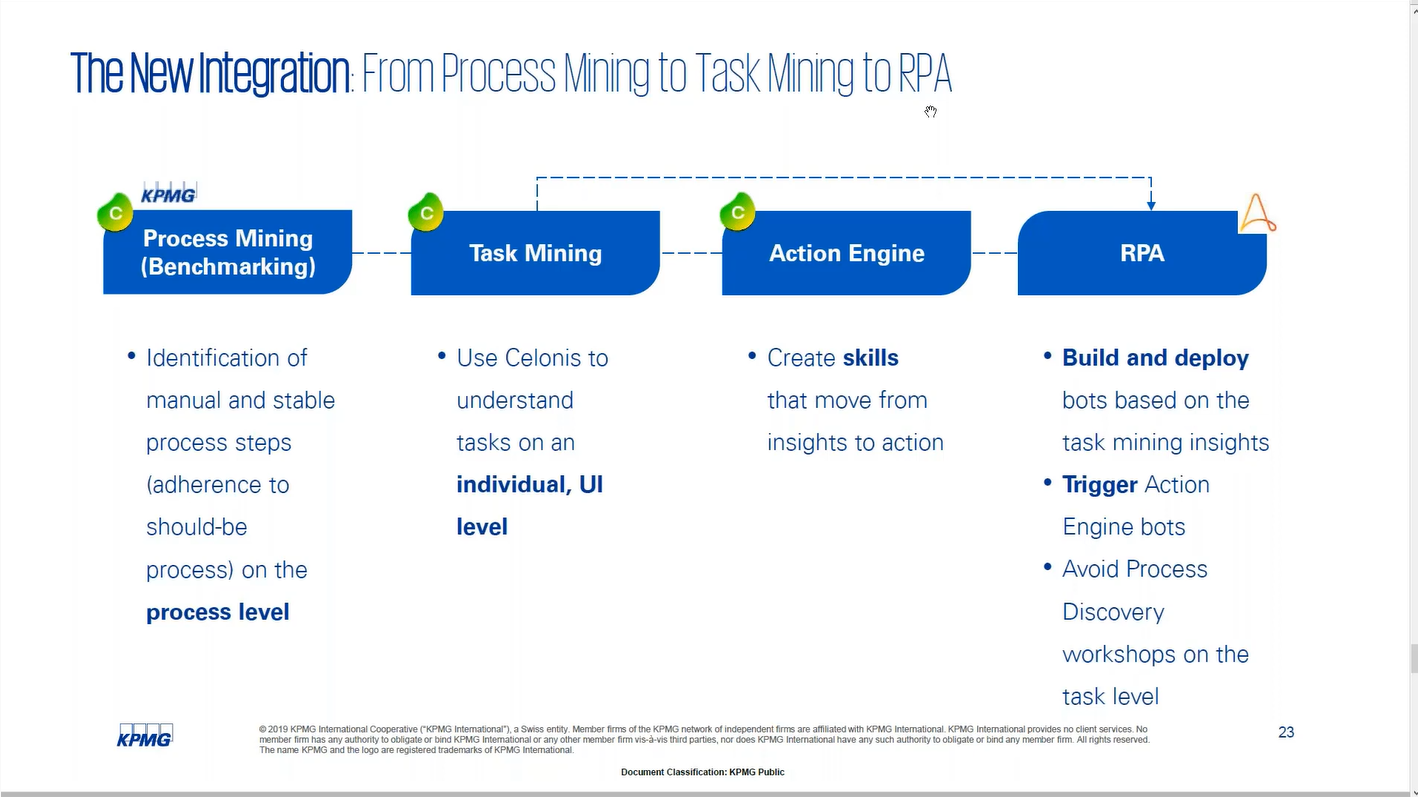 The New Integration: From Process Mining to Task Mining to RPA
C
KPMG
Process Mining
(Benchmarking)
C
Task Mining
C
Action Engine
RPA
• Identification of
manual and stable
process steps
(adherence to
should-be
process) on the
process level
• Use Celonis to
understand
tasks on an
individual, UI
level
• Create skills
that move from
insights to action
• Build and deploy
bots based on the
task mining insights
• Trigger Action
Engine bots
• Avoid Process
Discovery
workshops on the
task level
KPMG
© 2019 KPMG International Cooperative ("KPMG International"), a Swiss entity. Member firms of the KPMG network of independent firms are affiliated with KPMG International. KPMG International provides no client services. No
member firm has any authority to obligate or bind KPMG International or any other member firm vis-à-vis third parties, nor does KPMG International have any such authority to obligate or bind any member firm. All rights reserved.
The name KPMG and the logo are registered trademarks of KPMG International.
23
Document Classification: KPMG Public